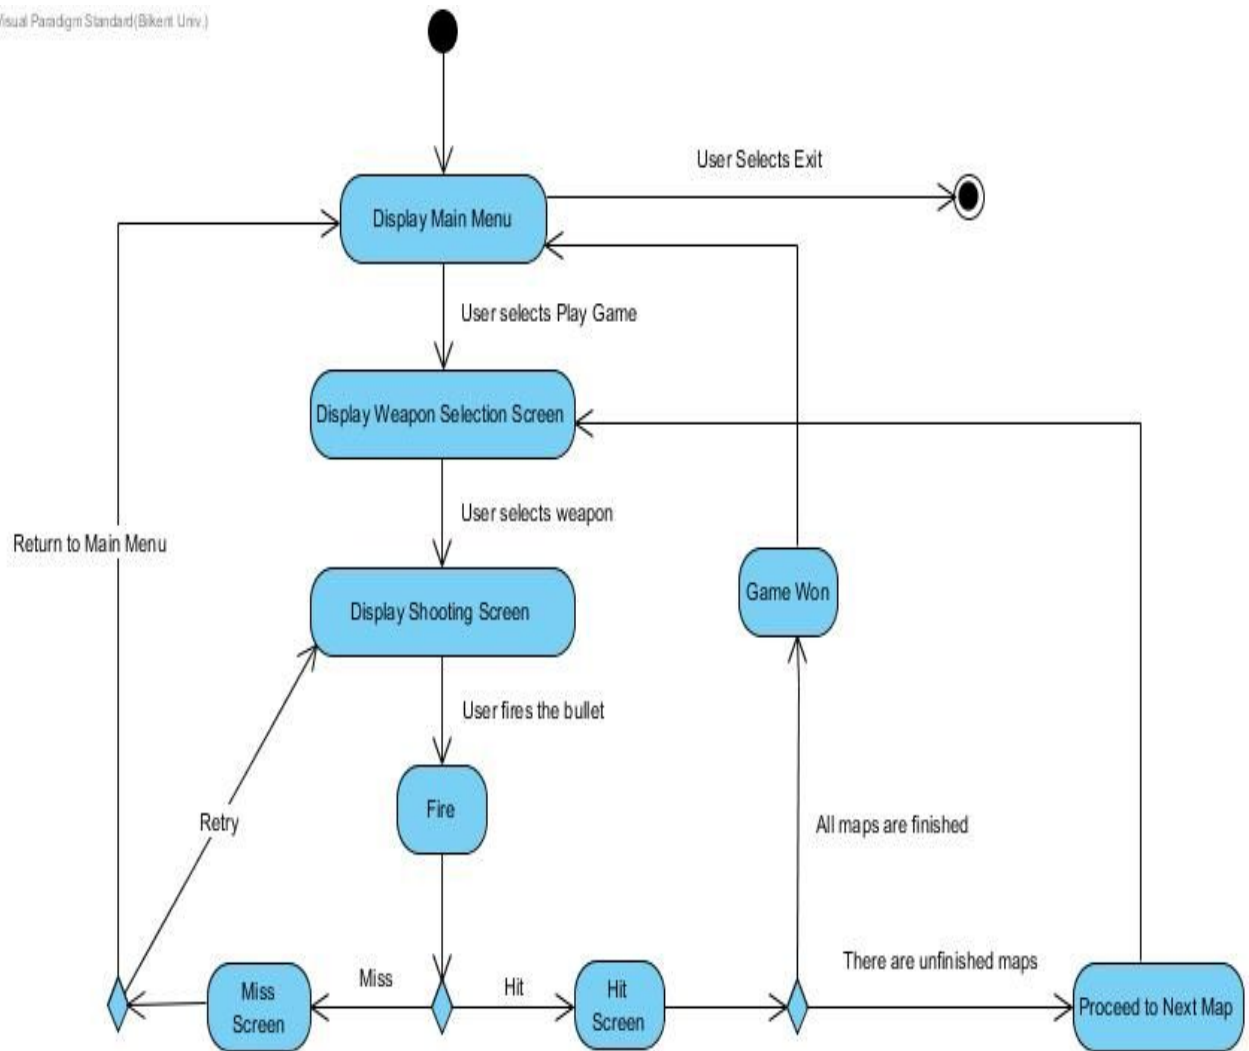 Visual Paradigm Standard(Bilkent Univ.)
User Selects Exit
Display Main Menu
User selects Play Game
Display Weapon Selection Screen
User selects weapon
Return to Main Menu
Game Won
Display Shooting Screen
User fires the bullet
Fire
Retry
All maps are finished
There are unfinished maps
Miss
Hit
Miss
Screen
Hit
Screen
Proceed to Next Map